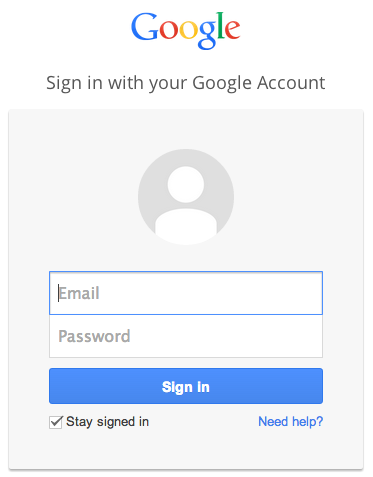 Google
Sign in with your Google Account
Email
Password
Sign in
Stay signed in
Need help?